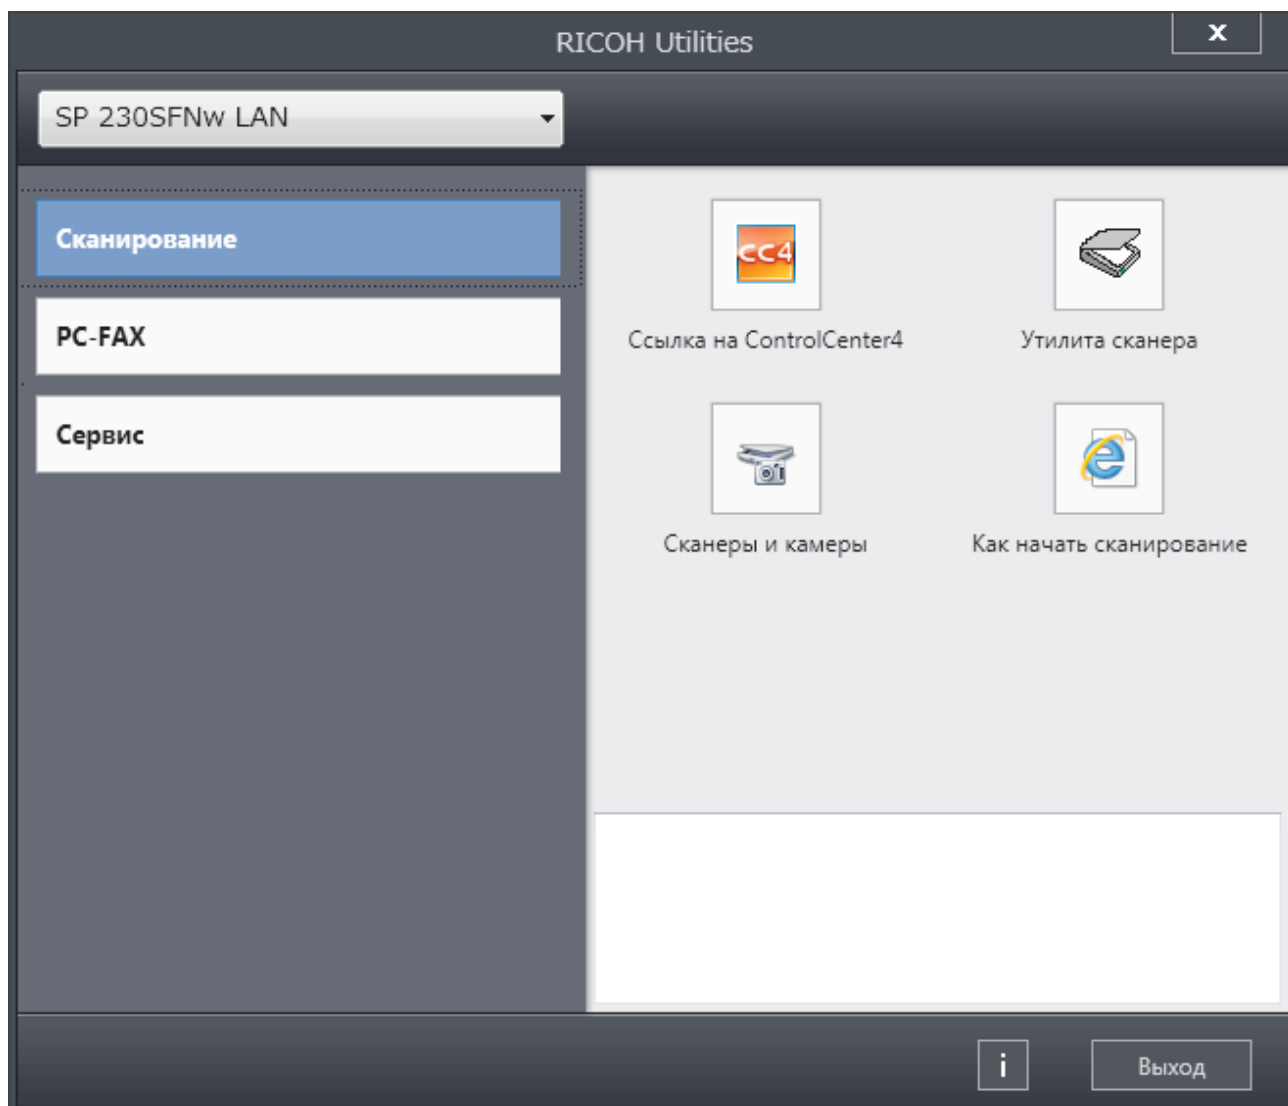 RICOH Utilities
X
SP 230SFNw LAN
Сканирование
PC-FAX
Сервис
CC4
Ссылка на ControlCenter4
Утилита сканера
Сканеры и камеры
Как начать сканирование
i
Выход